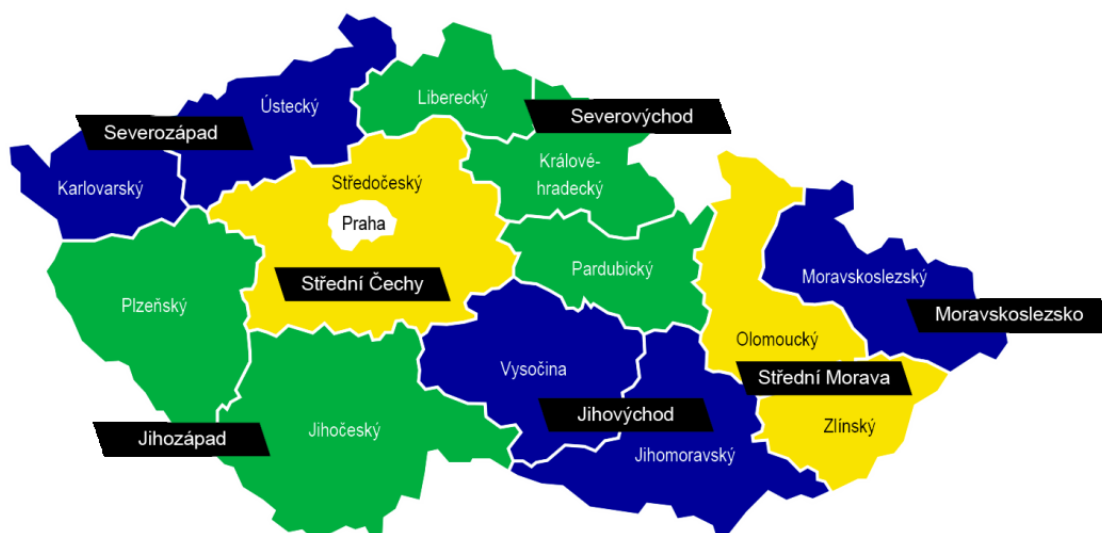 Ústecký
Liberecký
Severovýchod
Severozápad
Karlovarský
Středočeský
Králové-
hradecký
Praha
Střední Čechy
Pardubický
Plzeňský
Moravskoslezský
Moravskoslezsko
Olomoucký
Vysočina
Střední Morava
Jihovýchod
Jihozápad
Jihočeský
Zlínský
Jihomoravský